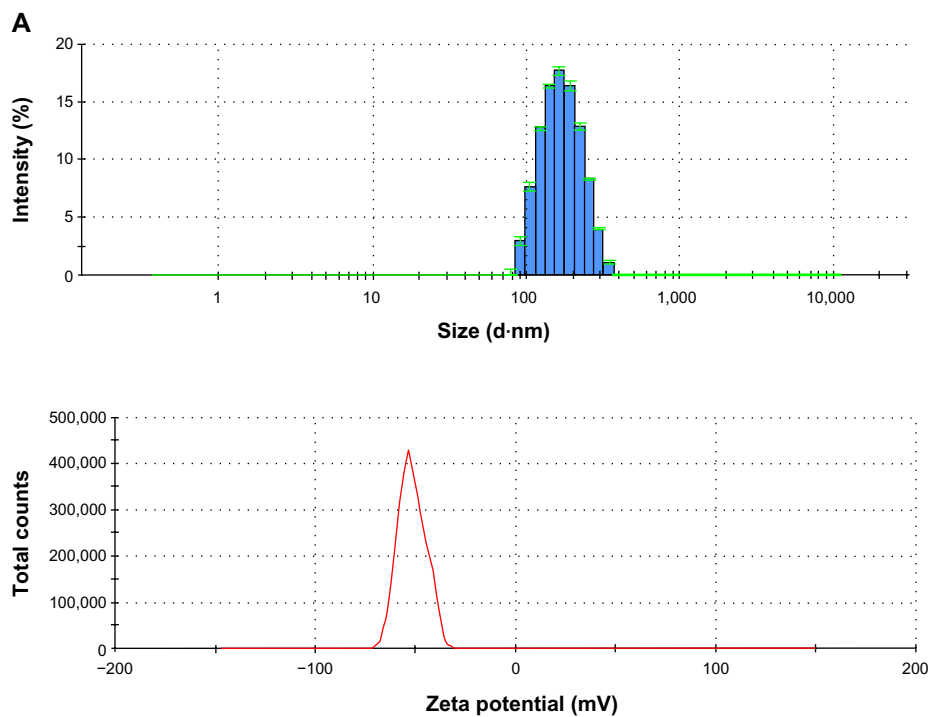 A
Intensity (%)
20
15
10
5
0
1 10 100 1,000 10,000
Size (d·nm)
Total counts
500,000
400,000
300,000
200,000
100,000
0
−200 −100 0 100 200
Zeta potential (mV)